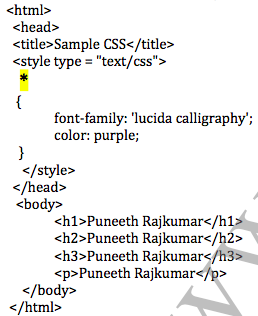 <html>
<head>
<title>Sample CSS</title>
<style type = "text/css">
*
{
font-family: 'lucida calligraphy';
color: purple;
}
</style>
</head>
<body>
<h1>Puneeth Rajkumar</h1>
<h2>Puneeth Rajkumar</h2>
<h3>Puneeth Rajkumar</h3>
<p>Puneeth Rajkumar</p>
</body>
</html>